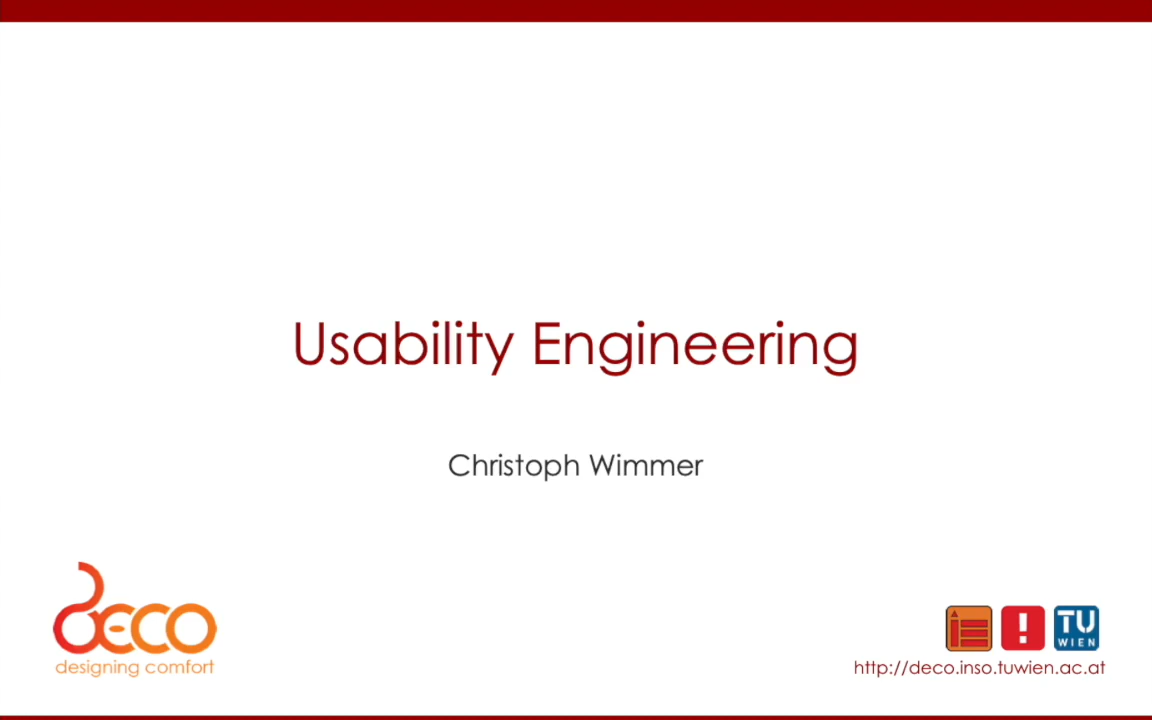 Usability Engineering
Christoph Wimmer
deco
designing comfort
!
TU
WIEN
http://deco.inso.tuwien.ac.at